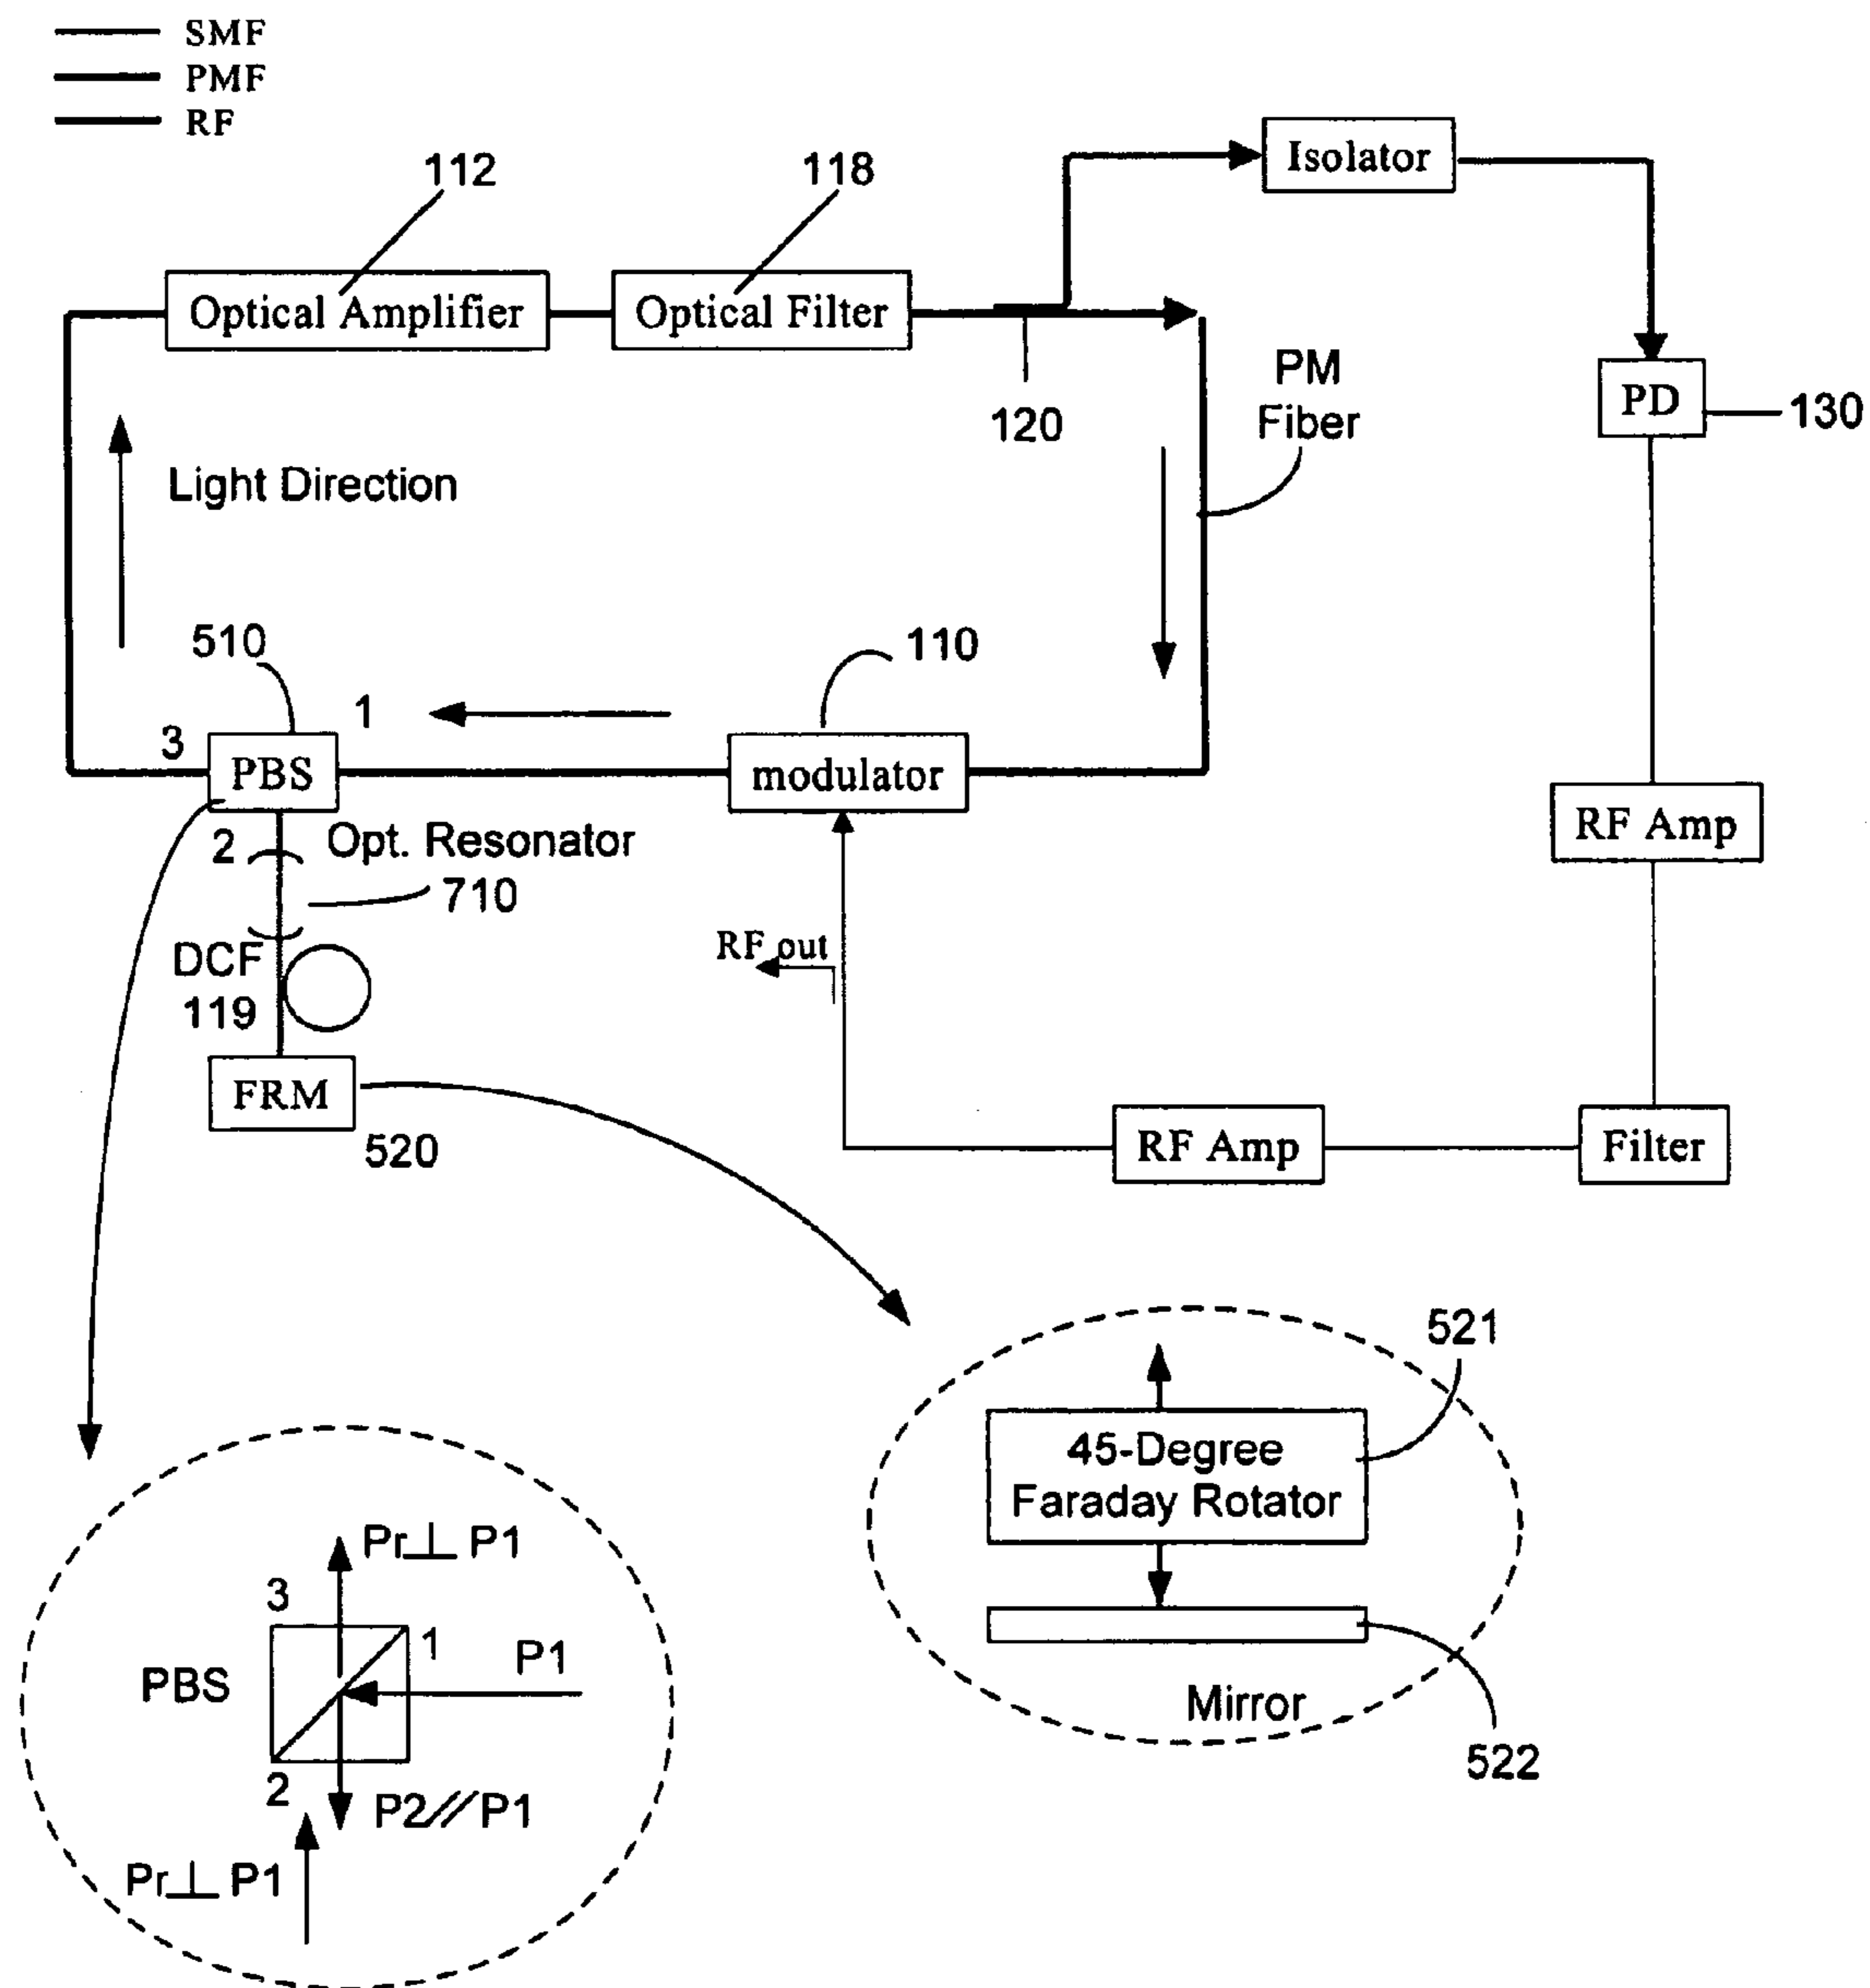 SMF
PMF
RF
112
118
Isolator
Optical Amplifier
Optical Filter
PM
Fiber
120
PD
130
Light Direction
510
110
1
3
PBS
modulator
2
Opt. Resonator
710
RF Amp
DCF
119
RF out
FRM
520
RF Amp
Filter
521
45-Degree
Faraday Rotator
Pr⊥P1
3
1
P1
PBS
Mirror
2
P2//P1
522
Pr⊥P1